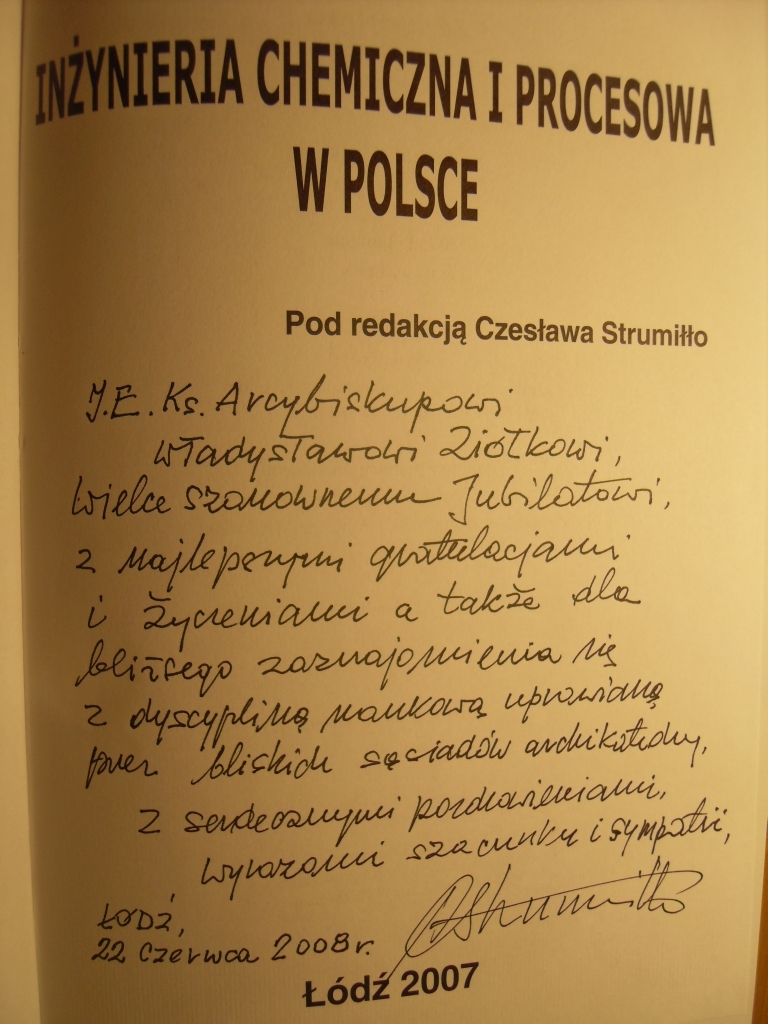 INŻYNIERIA CHEMICZNA I PROCESOWA
W POLSCE
Pod redakcją Czesława Strumiłło
J.E. Ks. Arcybiskupowi
Władysławowi Ziółkowi,
Wielce szanownemu Jubilatowi,
z najlepszymi gratulacjami
i życzeniami a także dla
bliższego zaznajomienia się
z dyscypliną naukową uprawianą
przez bliskich sąsiadów archikatedry,
z serdecznymi pozdrowieniami,
wyrazami szacunku i sympatii,
CzStrumiłło
Łódź,
22 czerwca 2008 r.
Łódź 2007